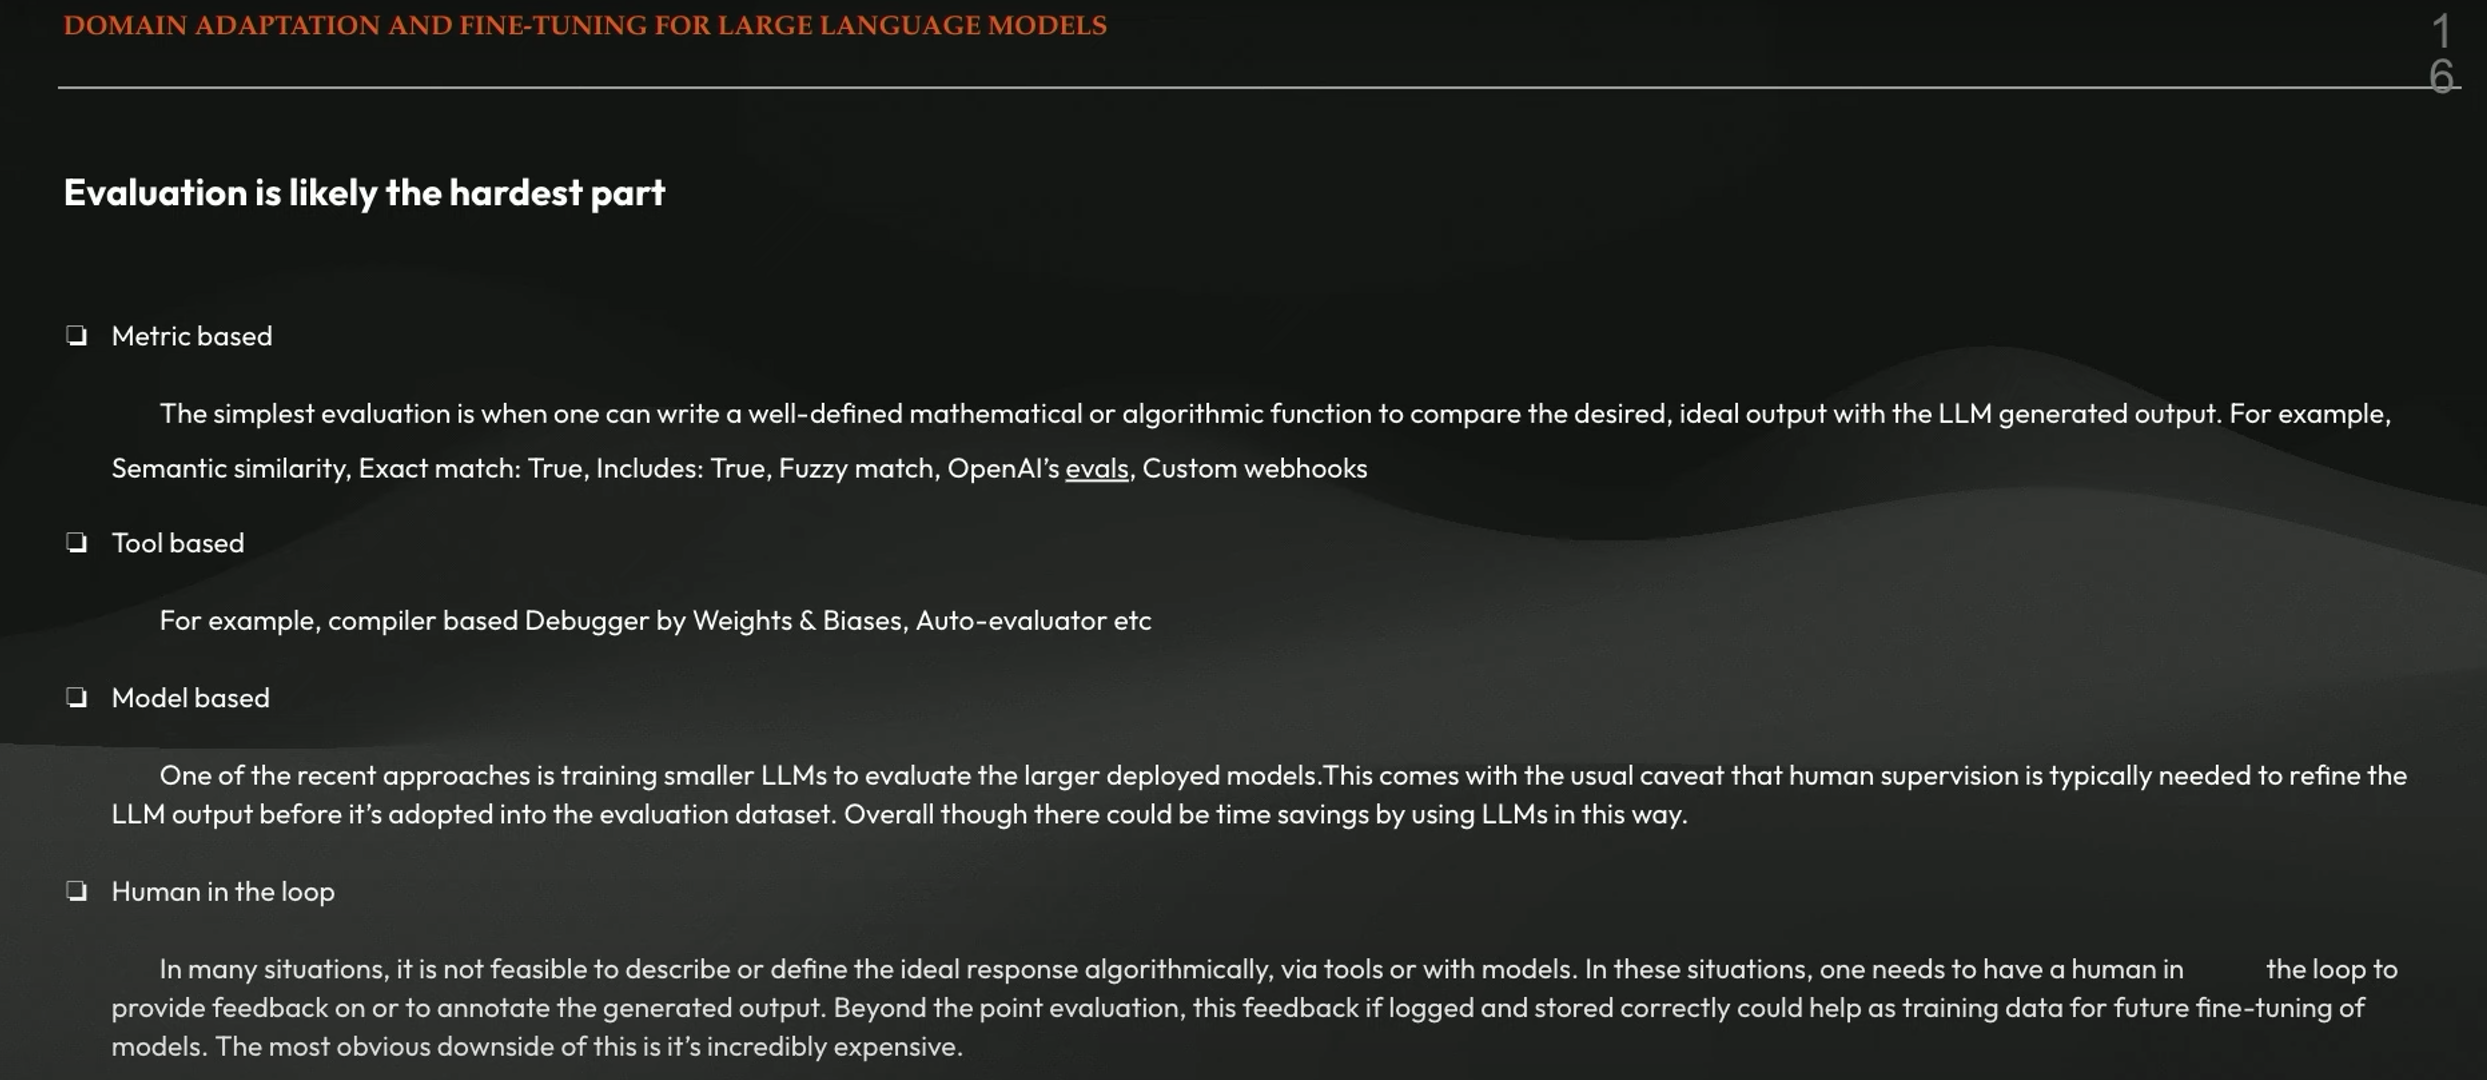 DOMAIN ADAPTATION AND FINE-TUNING FOR LARGE LANGUAGE MODELS
1
6
Evaluation is likely the hardest part
❏ Metric based
The simplest evaluation is when one can write a well-defined mathematical or algorithmic function to compare the desired, ideal output with the LLM generated output. For example,
Semantic similarity, Exact match: True, Includes: True, Fuzzy match, OpenAI’s evals, Custom webhooks
❏ Tool based
For example, compiler based Debugger by Weights & Biases, Auto-evaluator etc
❏ Model based
One of the recent approaches is training smaller LLMs to evaluate the larger deployed models.This comes with the usual caveat that human supervision is typically needed to refine the
LLM output before it’s adopted into the evaluation dataset. Overall though there could be time savings by using LLMs in this way.
❏ Human in the loop
In many situations, it is not feasible to describe or define the ideal response algorithmically, via tools or with models. In these situations, one needs to have a human in the loop to
provide feedback on or to annotate the generated output. Beyond the point evaluation, this feedback if logged and stored correctly could help as training data for future fine-tuning of
models. The most obvious downside of this is it’s incredibly expensive.